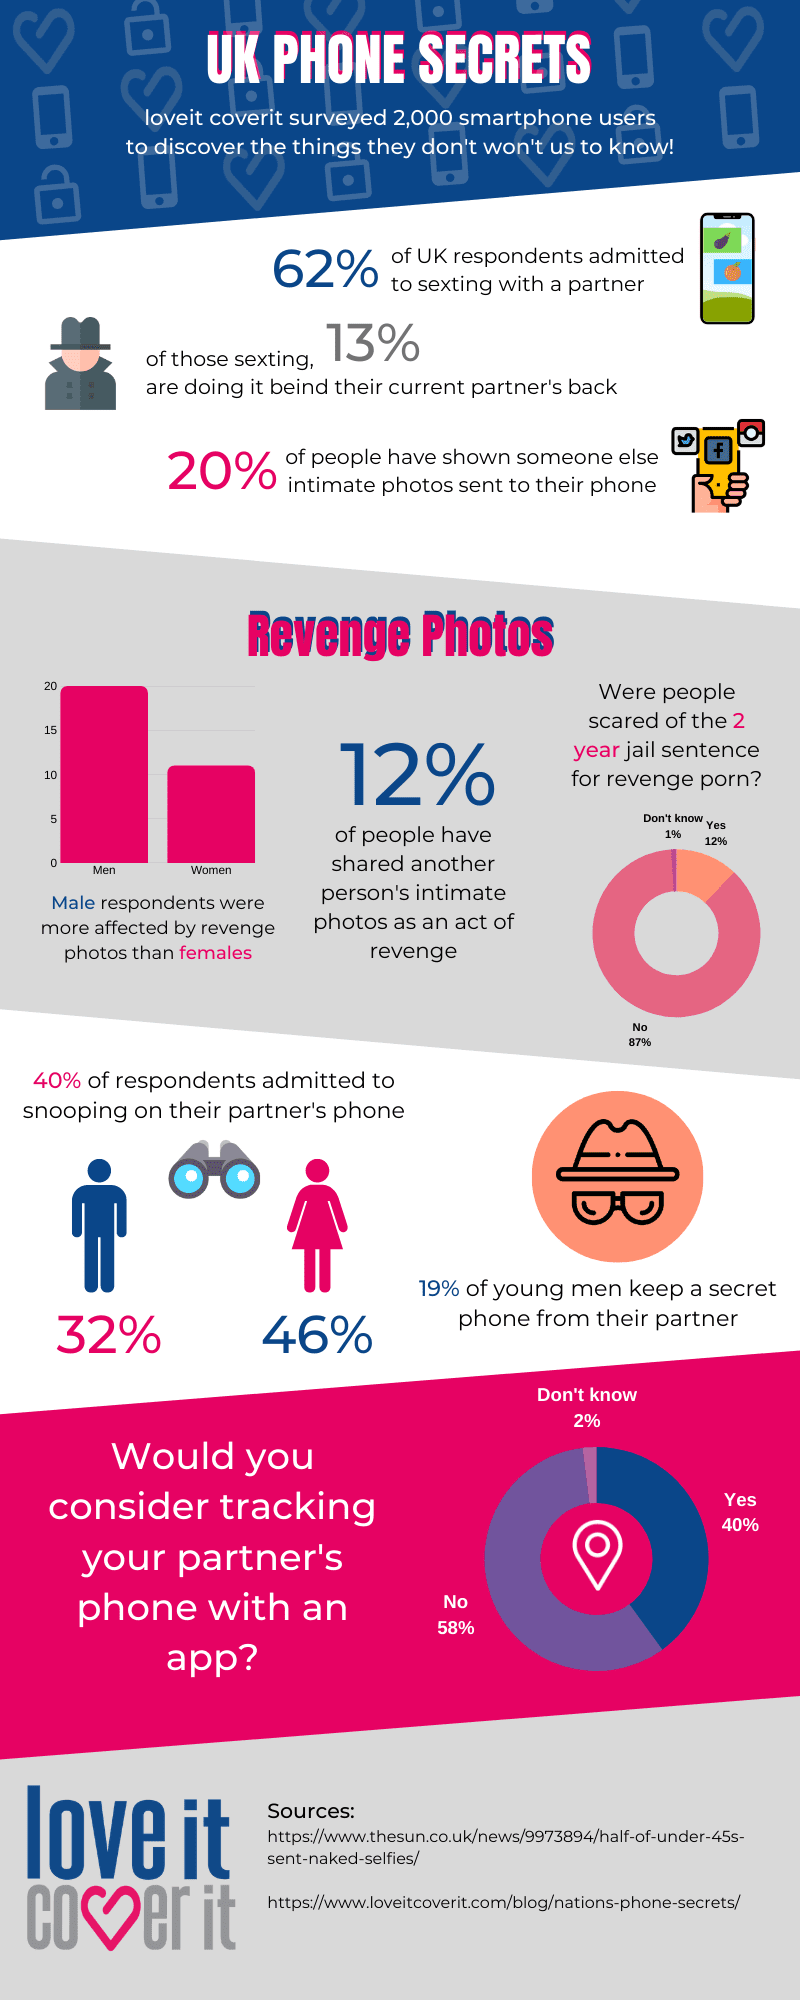 UK PHONE SECRETS
loveit coverit surveyed 2,000 smartphone users
to discover the things they don't won't us to know!
62% of UK respondents admitted
to sexting with a partner
of those sexting, 13%
are doing it beind their current partner's back
20% of people have shown someone else
intimate photos sent to their phone
Revenge Photos
20
15
10
5
0
Men Women
Male respondents were
more affected by revenge
photos than females
12%
of people have
shared another
person's intimate
photos as an act of
revenge
Were people
scared of the 2
year jail sentence
for revenge porn?
Don't know
1%
Yes
12%
No
87%
40% of respondents admitted to
snooping on their partner's phone
32%
46%
19% of young men keep a secret
phone from their partner
Would you
consider tracking
your partner's
phone with an
app?
Don't know
2%
Yes
40%
No
58%
love it
cover it
Sources:
https://www.thesun.co.uk/news/9973894/half-of-under-45s-
sent-naked-selfies/
https://www.loveitcoverit.com/blog/nations-phone-secrets/